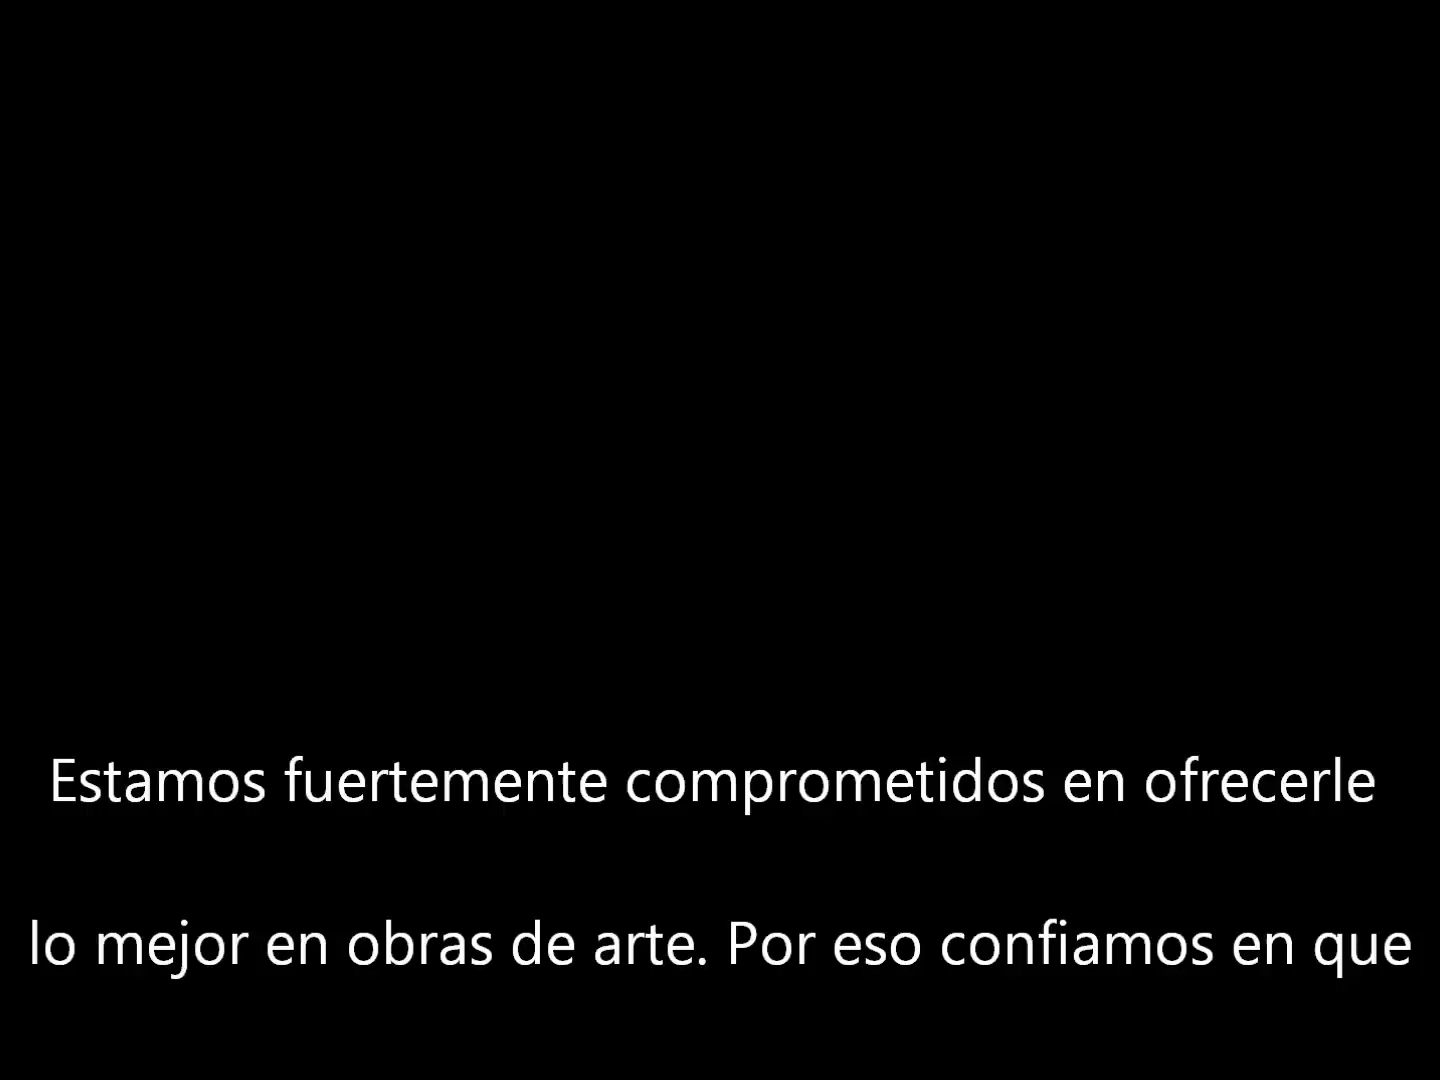 Estamos fuertemente comprometidos en ofrecerle
lo mejor en obras de arte. Por eso confiamos en que